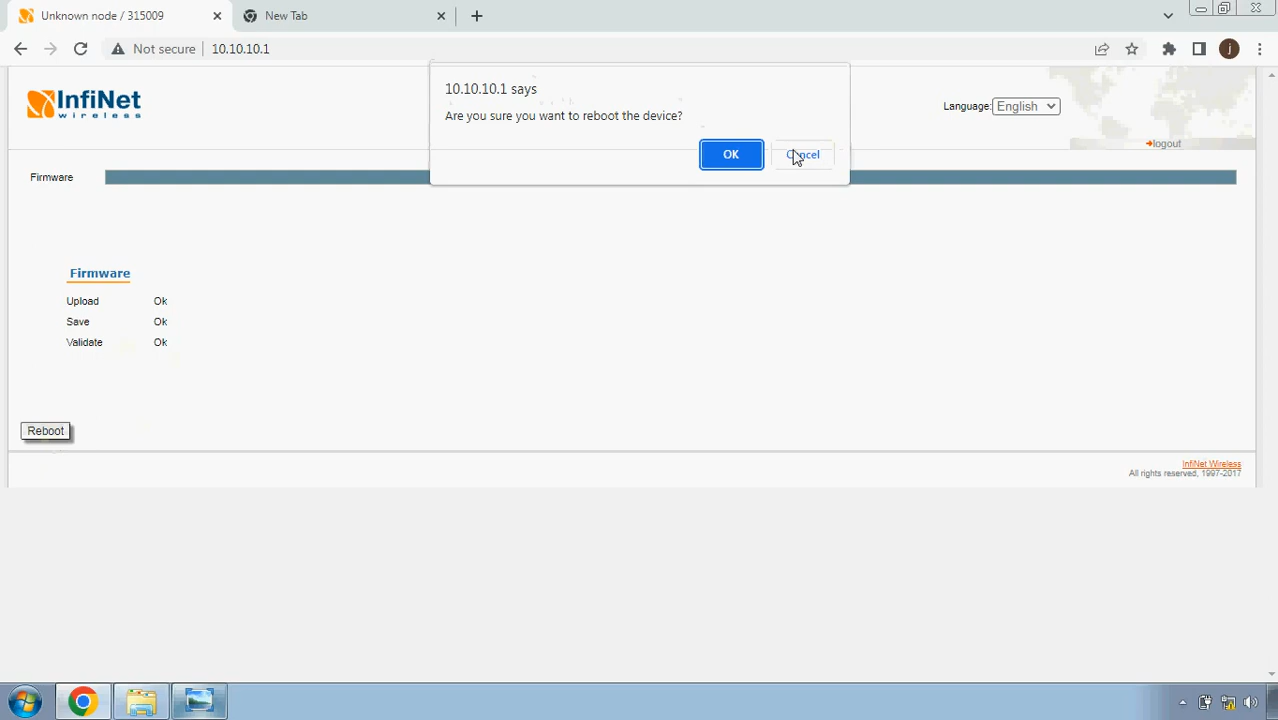 Unknown node / 315009
New Tab
Not secure
10.10.10.1
InfiNet
wireless
10.10.10.1 says
Are you sure you want to reboot the device?
OK
Cancel
Language:
English
logout
Firmware
Firmware
Upload Ok
Save Ok
Validate Ok
Reboot
InfiNet Wireless
All rights reserved, 1997-2017
j